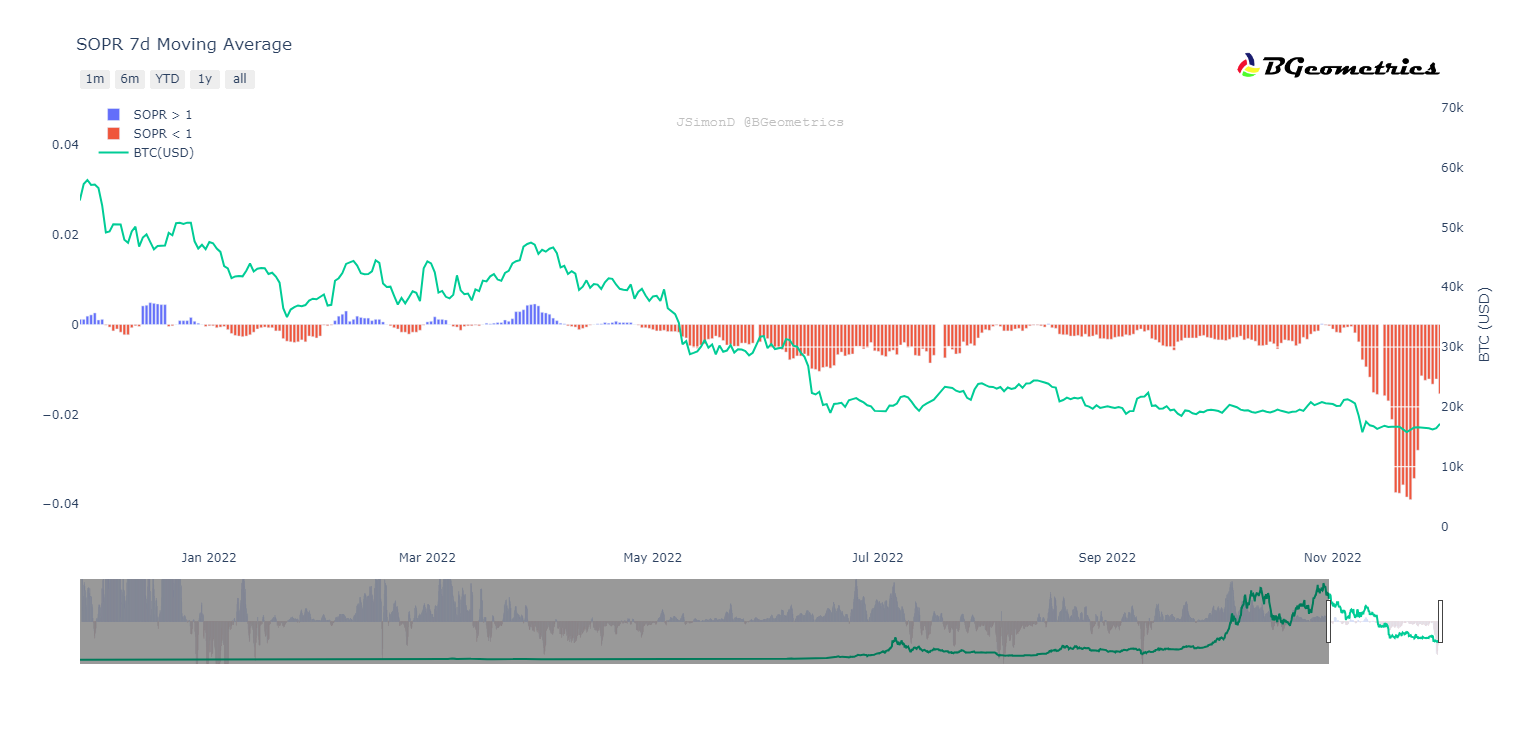 SOPR 7d Moving Average
1m 6m YTD 1y all
BGeometrics
SOPR > 1
SOPR < 1
BTC(USD)
JSimonD @BGeometrics
0.04
0.02
0
−0.02
−0.04
70k
60k
50k
40k
30k
20k
10k
0
BTC (USD)
Jan 2022 Mar 2022 May 2022 Jul 2022 Sep 2022 Nov 2022